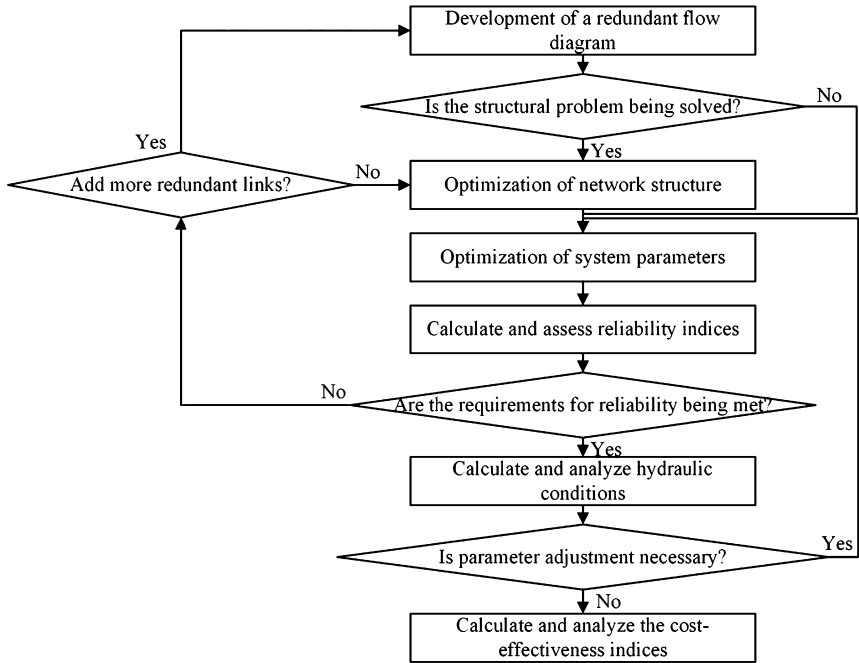 Development of a redundant flow
diagram
Is the structural problem being solved?
No
Yes
Yes
Add more redundant links?
No
Optimization of network structure
Optimization of system parameters
Calculate and assess reliability indices
No
Are the requirements for reliability being met?
Yes
Calculate and analyze hydraulic
conditions
Is parameter adjustment necessary?
Yes
No
Calculate and analyze the cost-
effectiveness indices